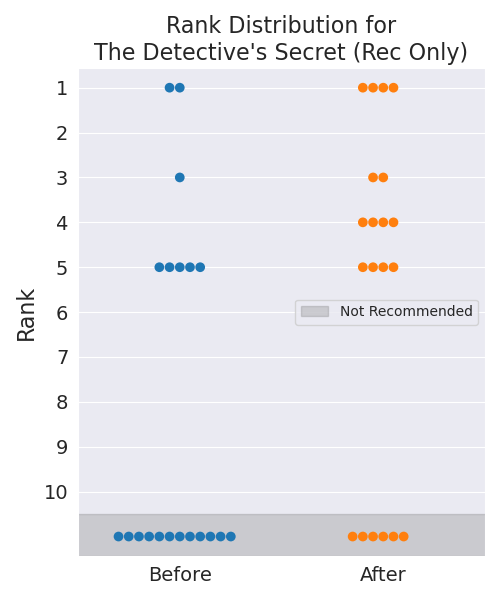 Rank Distribution for
The Detective's Secret (Rec Only)
Rank
1
2
3
4
5
6
7
8
9
10
Not Recommended
Before After